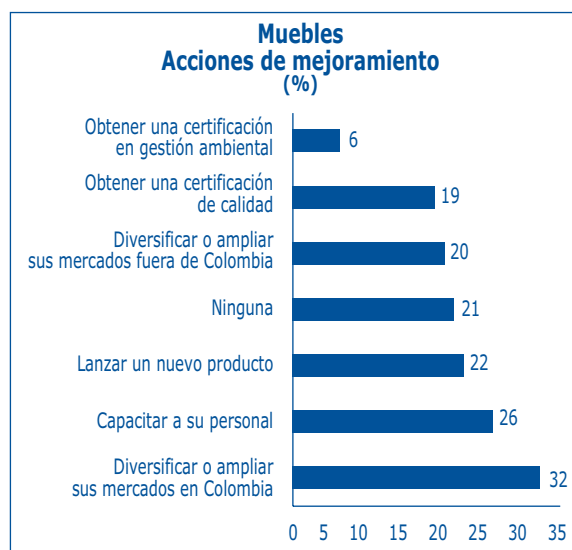 Muebles
Acciones de mejoramiento
(%)
Obtener una certificación
en gestión ambiental
6
Obtener una certificación
de calidad
19
Diversificar o ampliar
sus mercados fuera de Colombia
20
Ninguna
21
Lanzar un nuevo producto
22
Capacitar a su personal
26
Diversificar o ampliar
sus mercados en Colombia
32
0 5 10 15 20 25 30 35